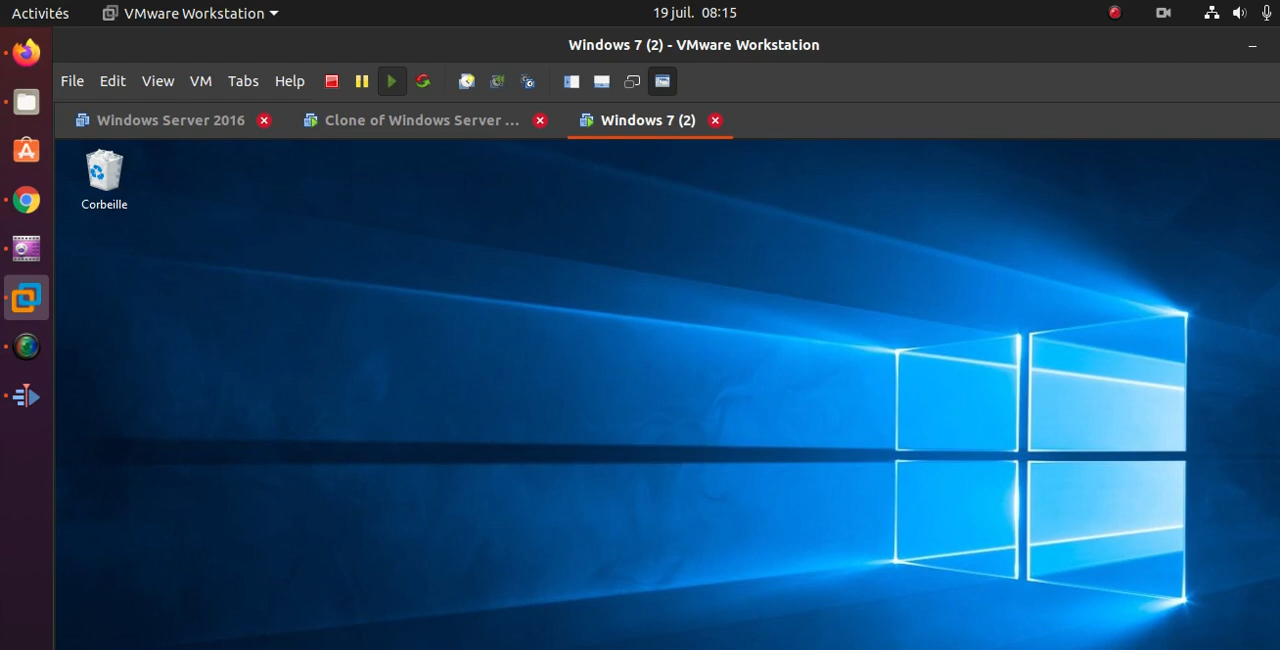 Activités VMware Workstation 19 juil. 08:15
Windows 7 (2) - VMware Workstation
File Edit View VM Tabs Help
Windows Server 2016 Clone of Windows Server ... Windows 7 (2)
Corbeille